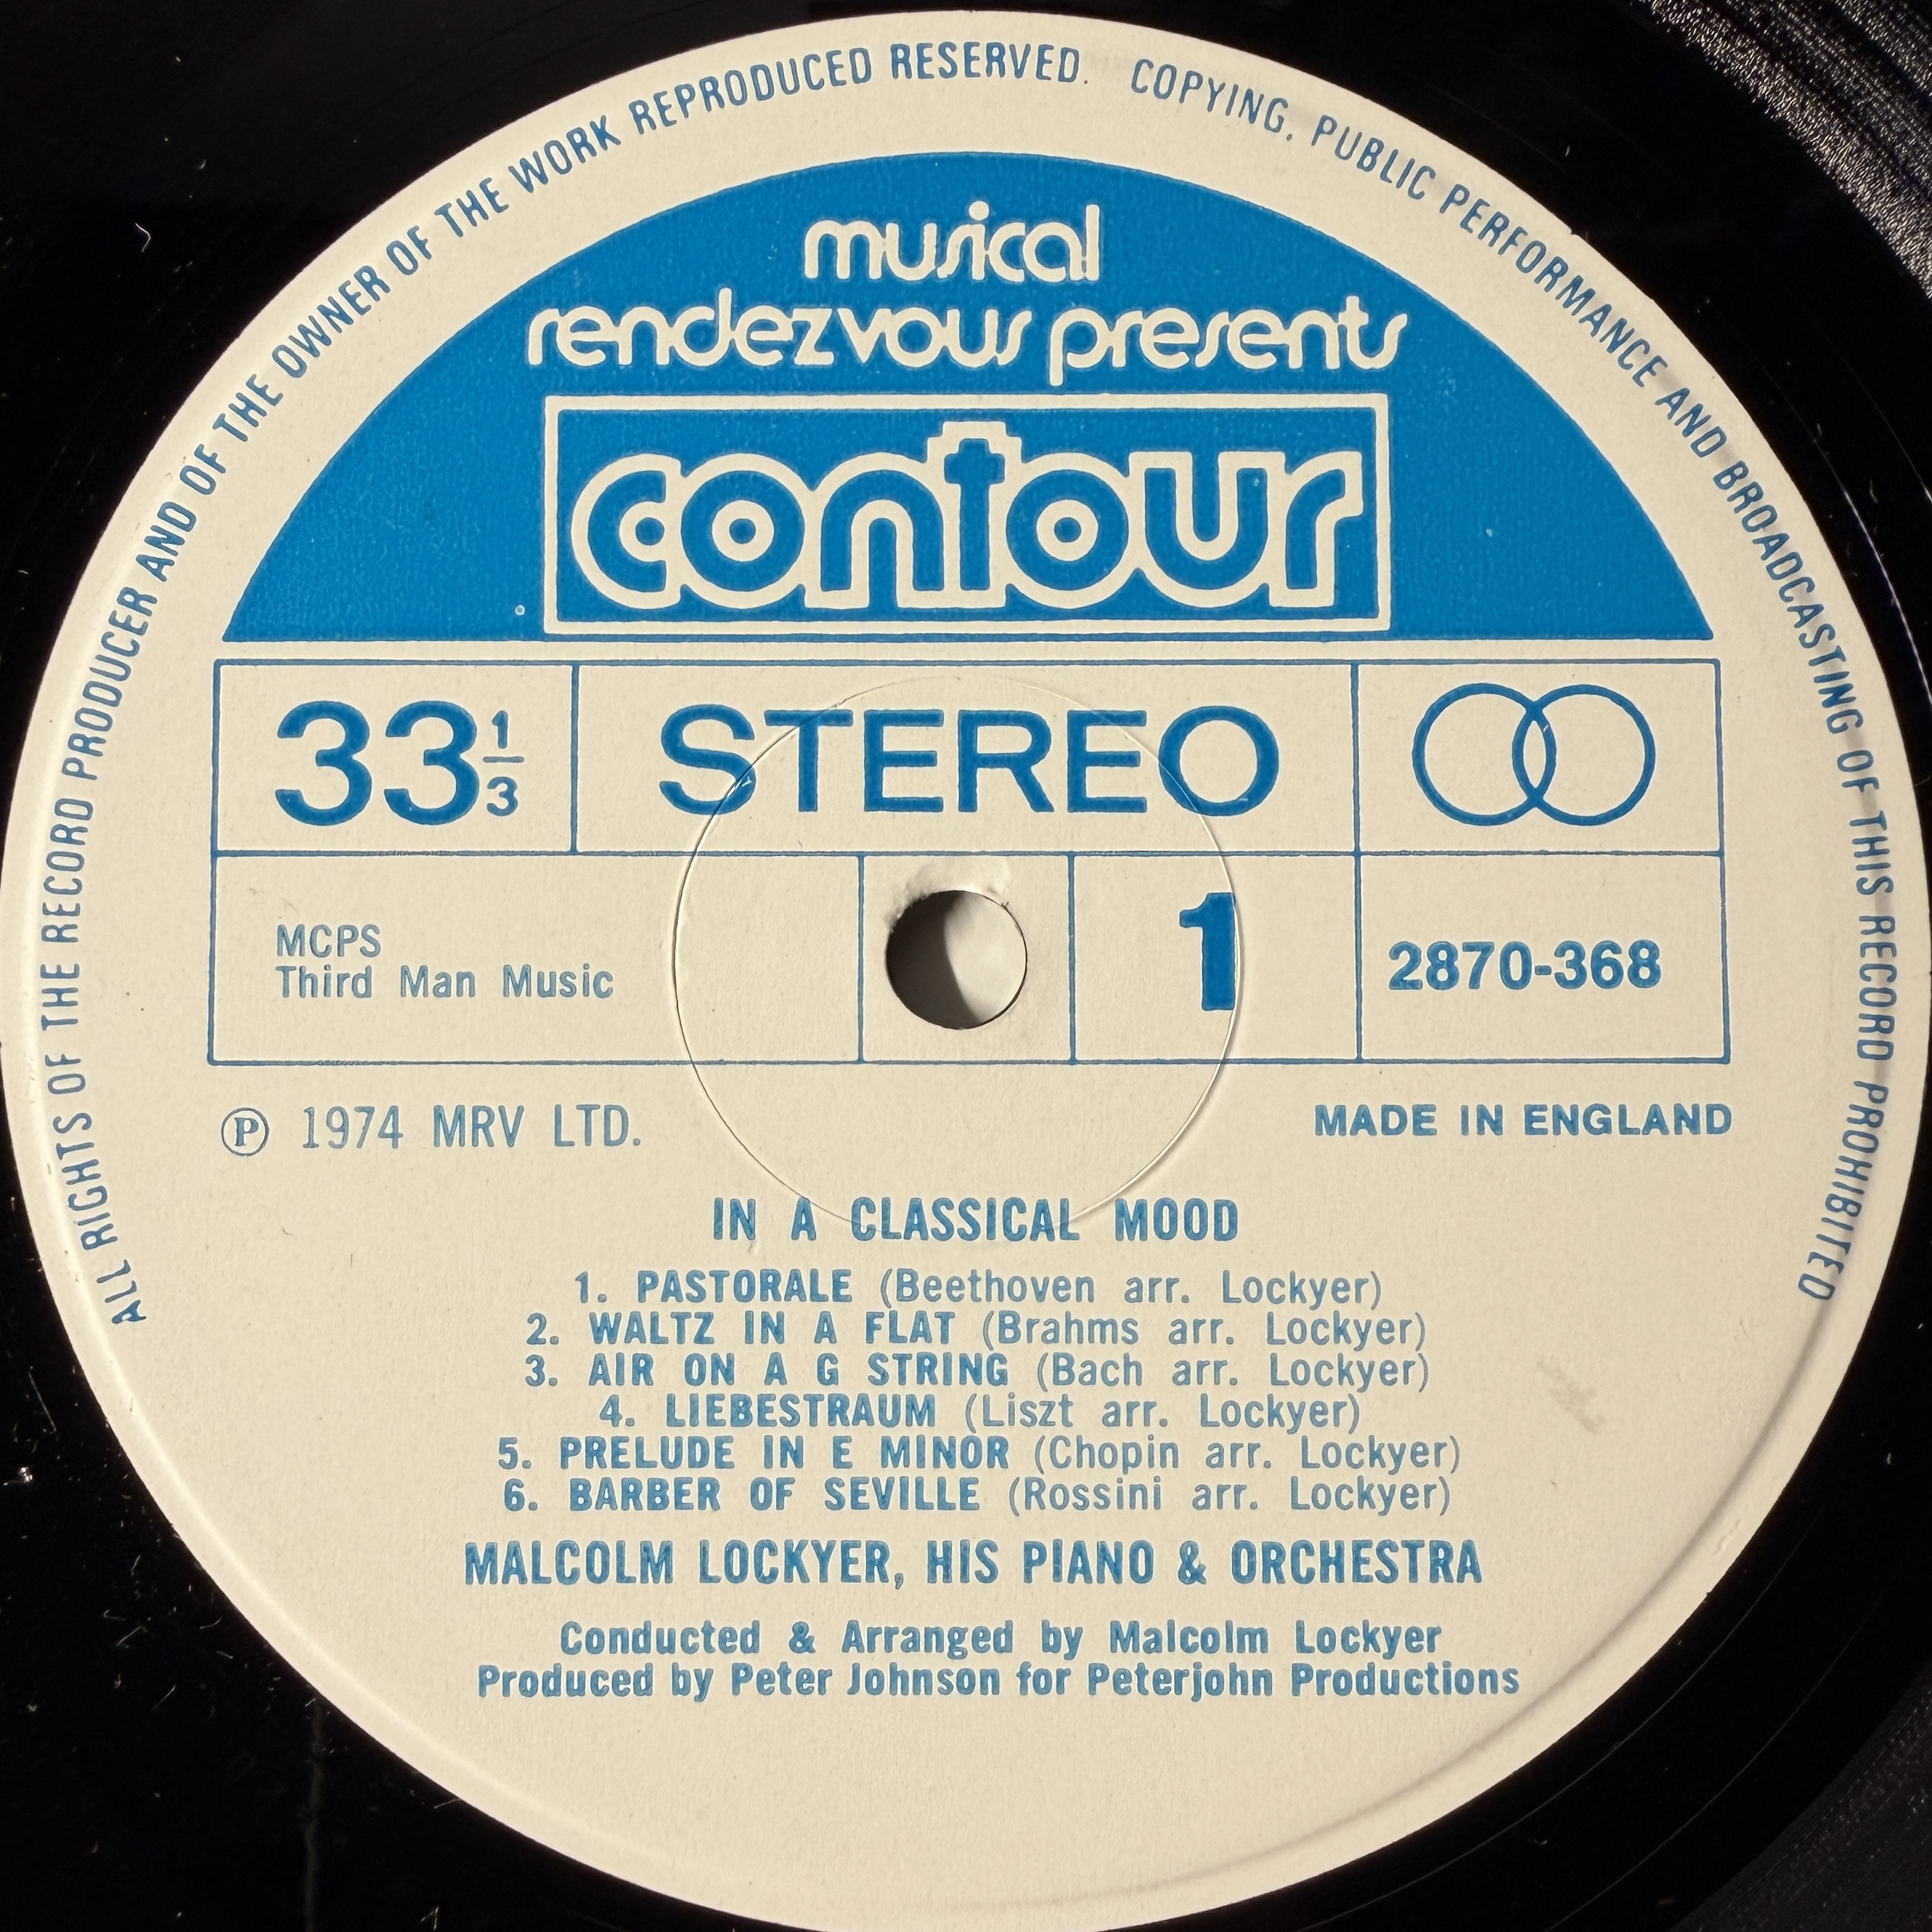 ALL RIGHTS OF THE RECORD PRODUCER AND OF THE OWNER OF THE WORK REPRODUCED RESERVED. COPYING, PUBLIC PERFORMANCE AND BROADCASTING OF THIS RECORD PROHIBITED
musical
rendezvous presents
contour
33 1/3 STEREO
MCPS
Third Man Music
1
2870-368
Ⓟ 1974 MRV LTD.
MADE IN ENGLAND
IN A CLASSICAL MOOD
1. PASTORALE (Beethoven arr. Lockyer)
2. WALTZ IN A FLAT (Brahms arr. Lockyer)
3. AIR ON A G STRING (Bach arr. Lockyer)
4. LIEBESTRAUM (Liszt arr. Lockyer)
5. PRELUDE IN E MINOR (Chopin arr. Lockyer)
6. BARBER OF SEVILLE (Rossini arr. Lockyer)
MALCOLM LOCKYER, HIS PIANO & ORCHESTRA
Conducted & Arranged by Malcolm Lockyer
Produced by Peter Johnson for Peterjohn Productions